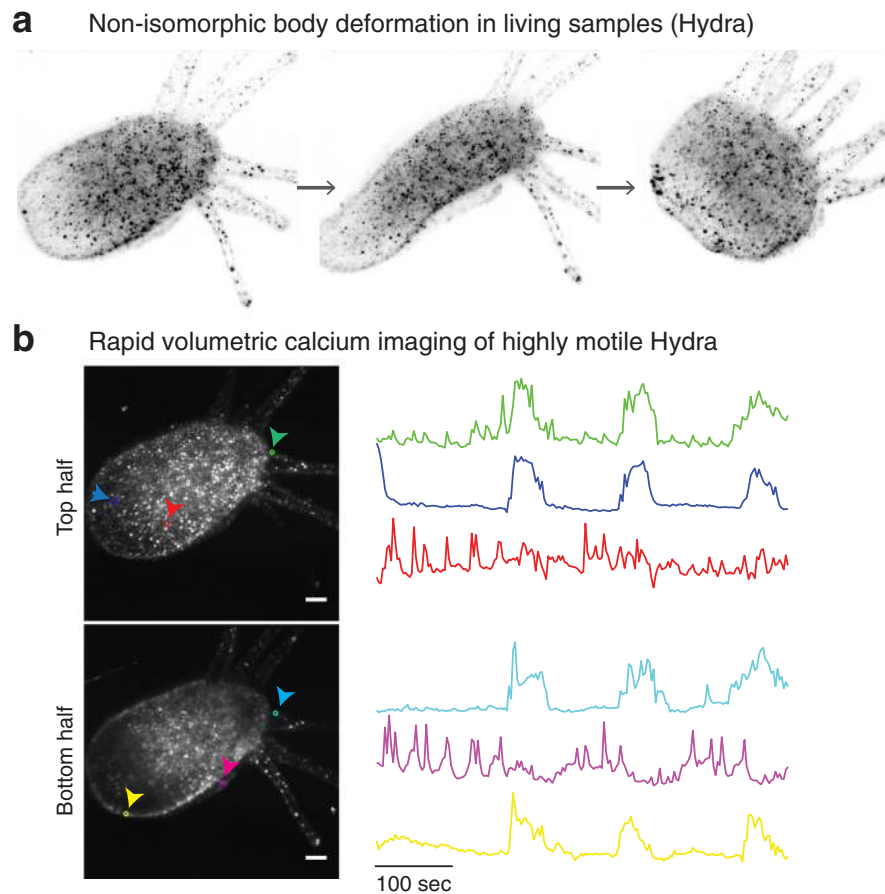 a Non-isomorphic body deformation in living samples (Hydra)
b Rapid volumetric calcium imaging of highly motile Hydra
Top half
Bottom half
100 sec